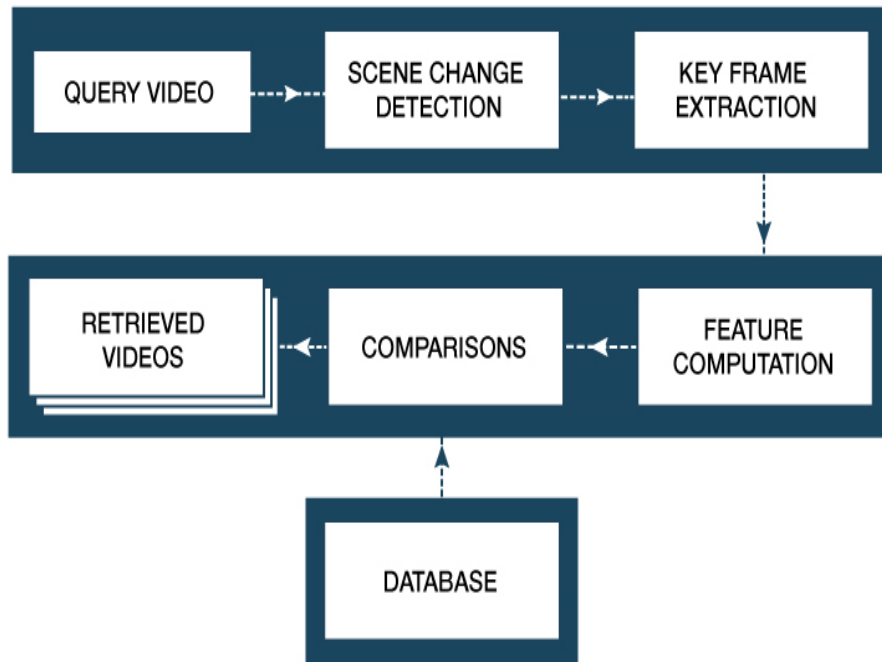 QUERY VIDEO
SCENE CHANGE
DETECTION
KEY FRAME
EXTRACTION
FEATURE
COMPUTATION
COMPARISONS
RETRIEVED
VIDEOS
DATABASE